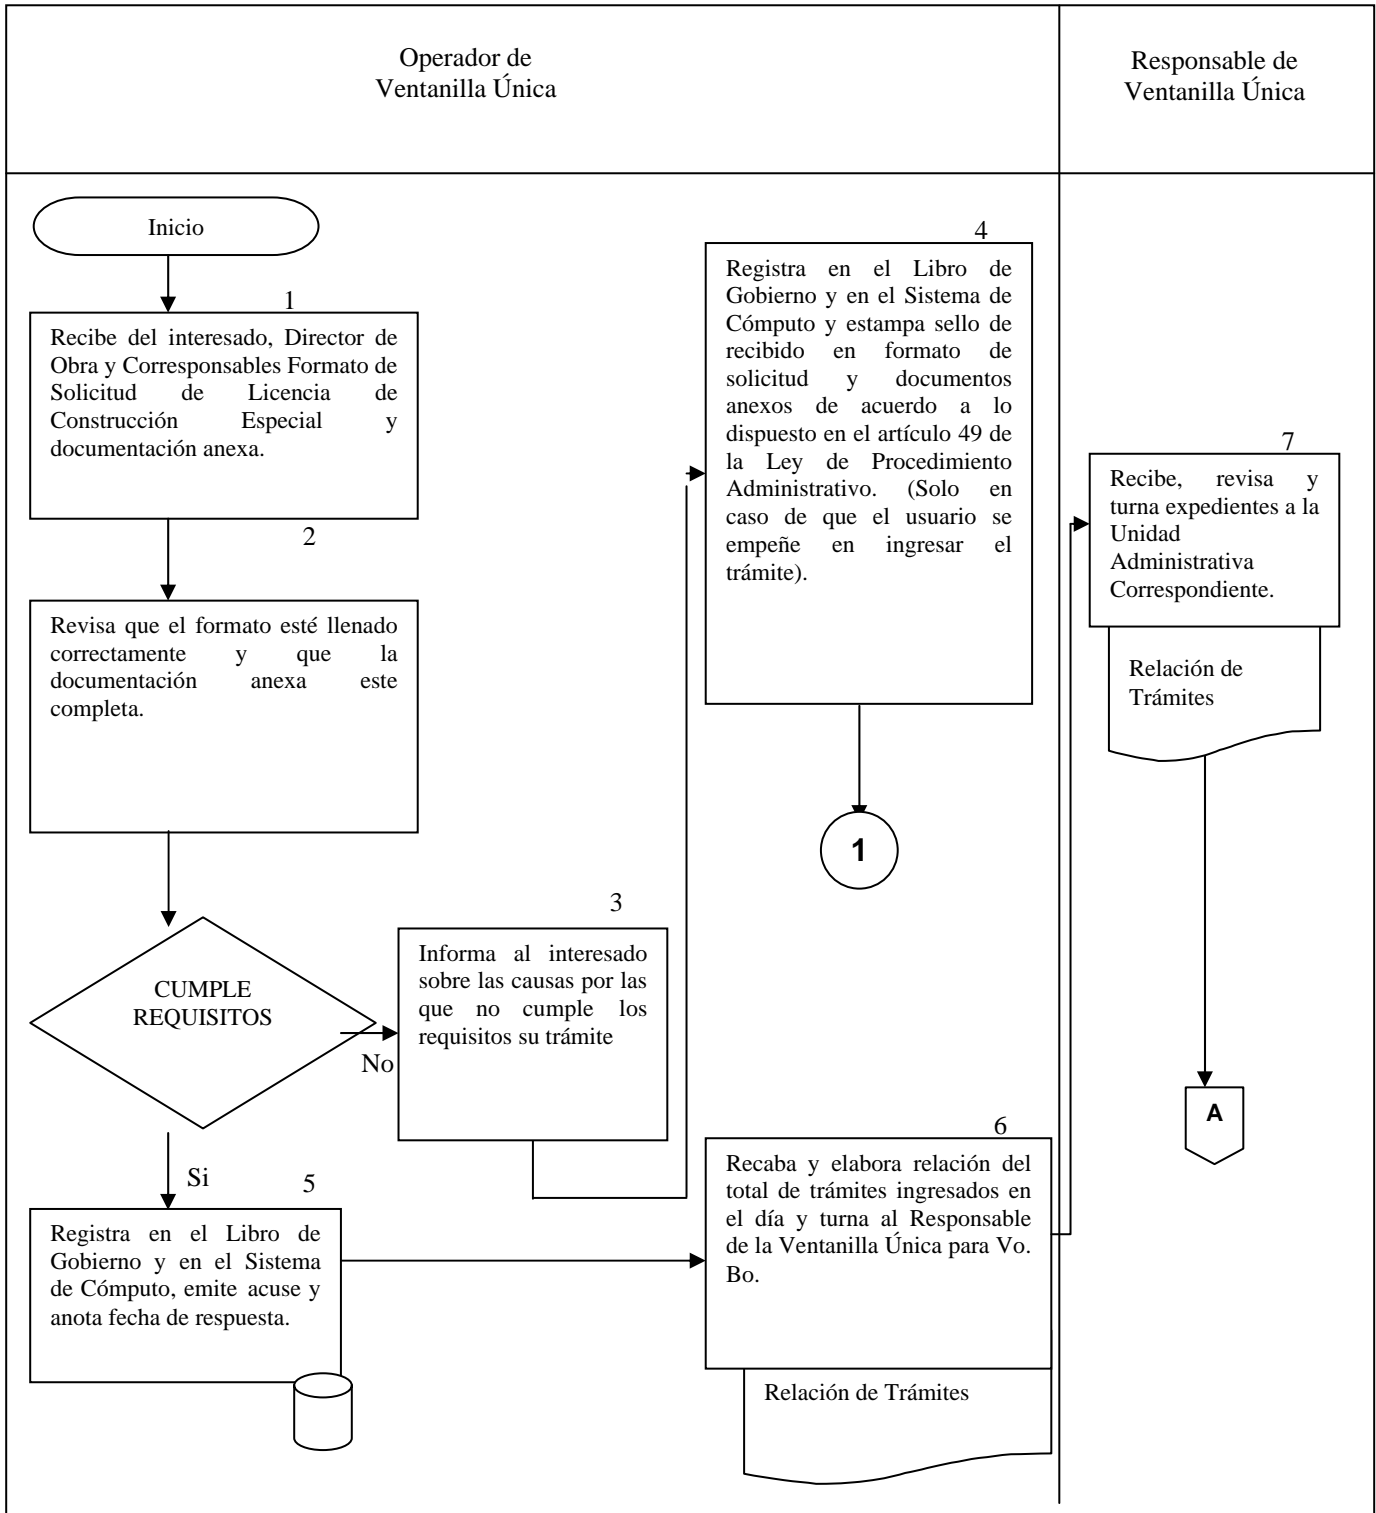 Operador de
Ventanilla Única
Responsable de
Ventanilla Única
Inicio
1
Recibe del interesado, Director de
Obra y Corresponsables Formato de
Solicitud de Licencia de
Construcción Especial y
documentación anexa.
2
Revisa que el formato esté llenado
correctamente y que la
documentación anexa este
completa.
CUMPLE
REQUISITOS
No
Si
3
Informa al interesado
sobre las causas por las
que no cumple los
requisitos su trámite
4
Registra en el Libro de
Gobierno y en el Sistema de
Cómputo y estampa sello de
recibido en formato de
solicitud y documentos
anexos de acuerdo a lo
dispuesto en el artículo 49 de
la Ley de Procedimiento
Administrativo. (Solo en
caso de que el usuario se
empeñe en ingresar el
trámite).
1
5
Registra en el Libro de
Gobierno y en el Sistema
de Cómputo, emite acuse y
anota fecha de respuesta.
6
Recaba y elabora relación del
total de trámites ingresados en
el día y turna al Responsable
de la Ventanilla Única para Vo.
Bo.
Relación de Trámites
7
Recibe, revisa y
turna expedientes a la
Unidad
Administrativa
Correspondiente.
Relación de
Trámites
A